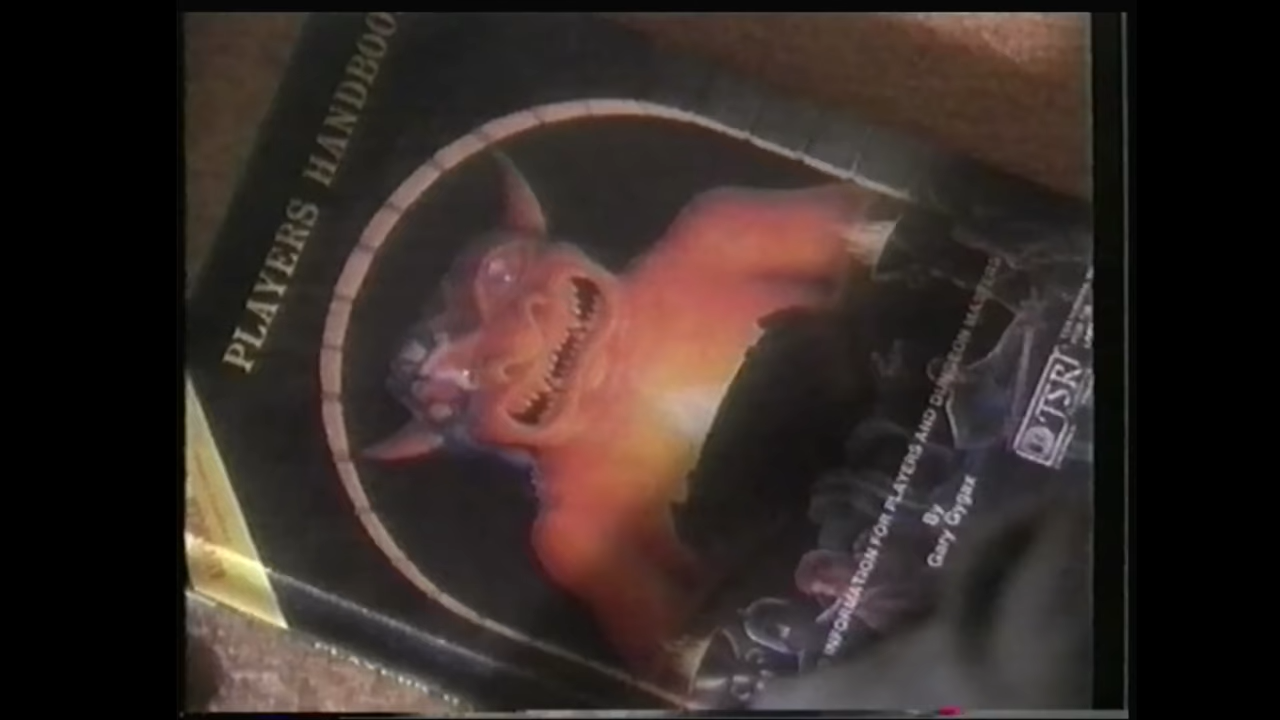 PLAYERS HANDBOO
INFORMATION FOR PLAYERS AND DUNGEON MASTERS
By
Gary Gygax
TSR